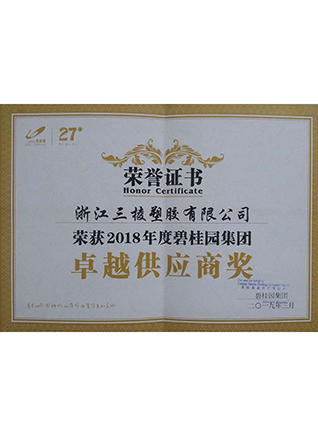 27°
荣誉证书
Honor Certificate
浙江三棱塑胶有限公司
荣获2018年度碧桂园集团
卓越供应商奖
碧桂园集团
二〇一九年三月